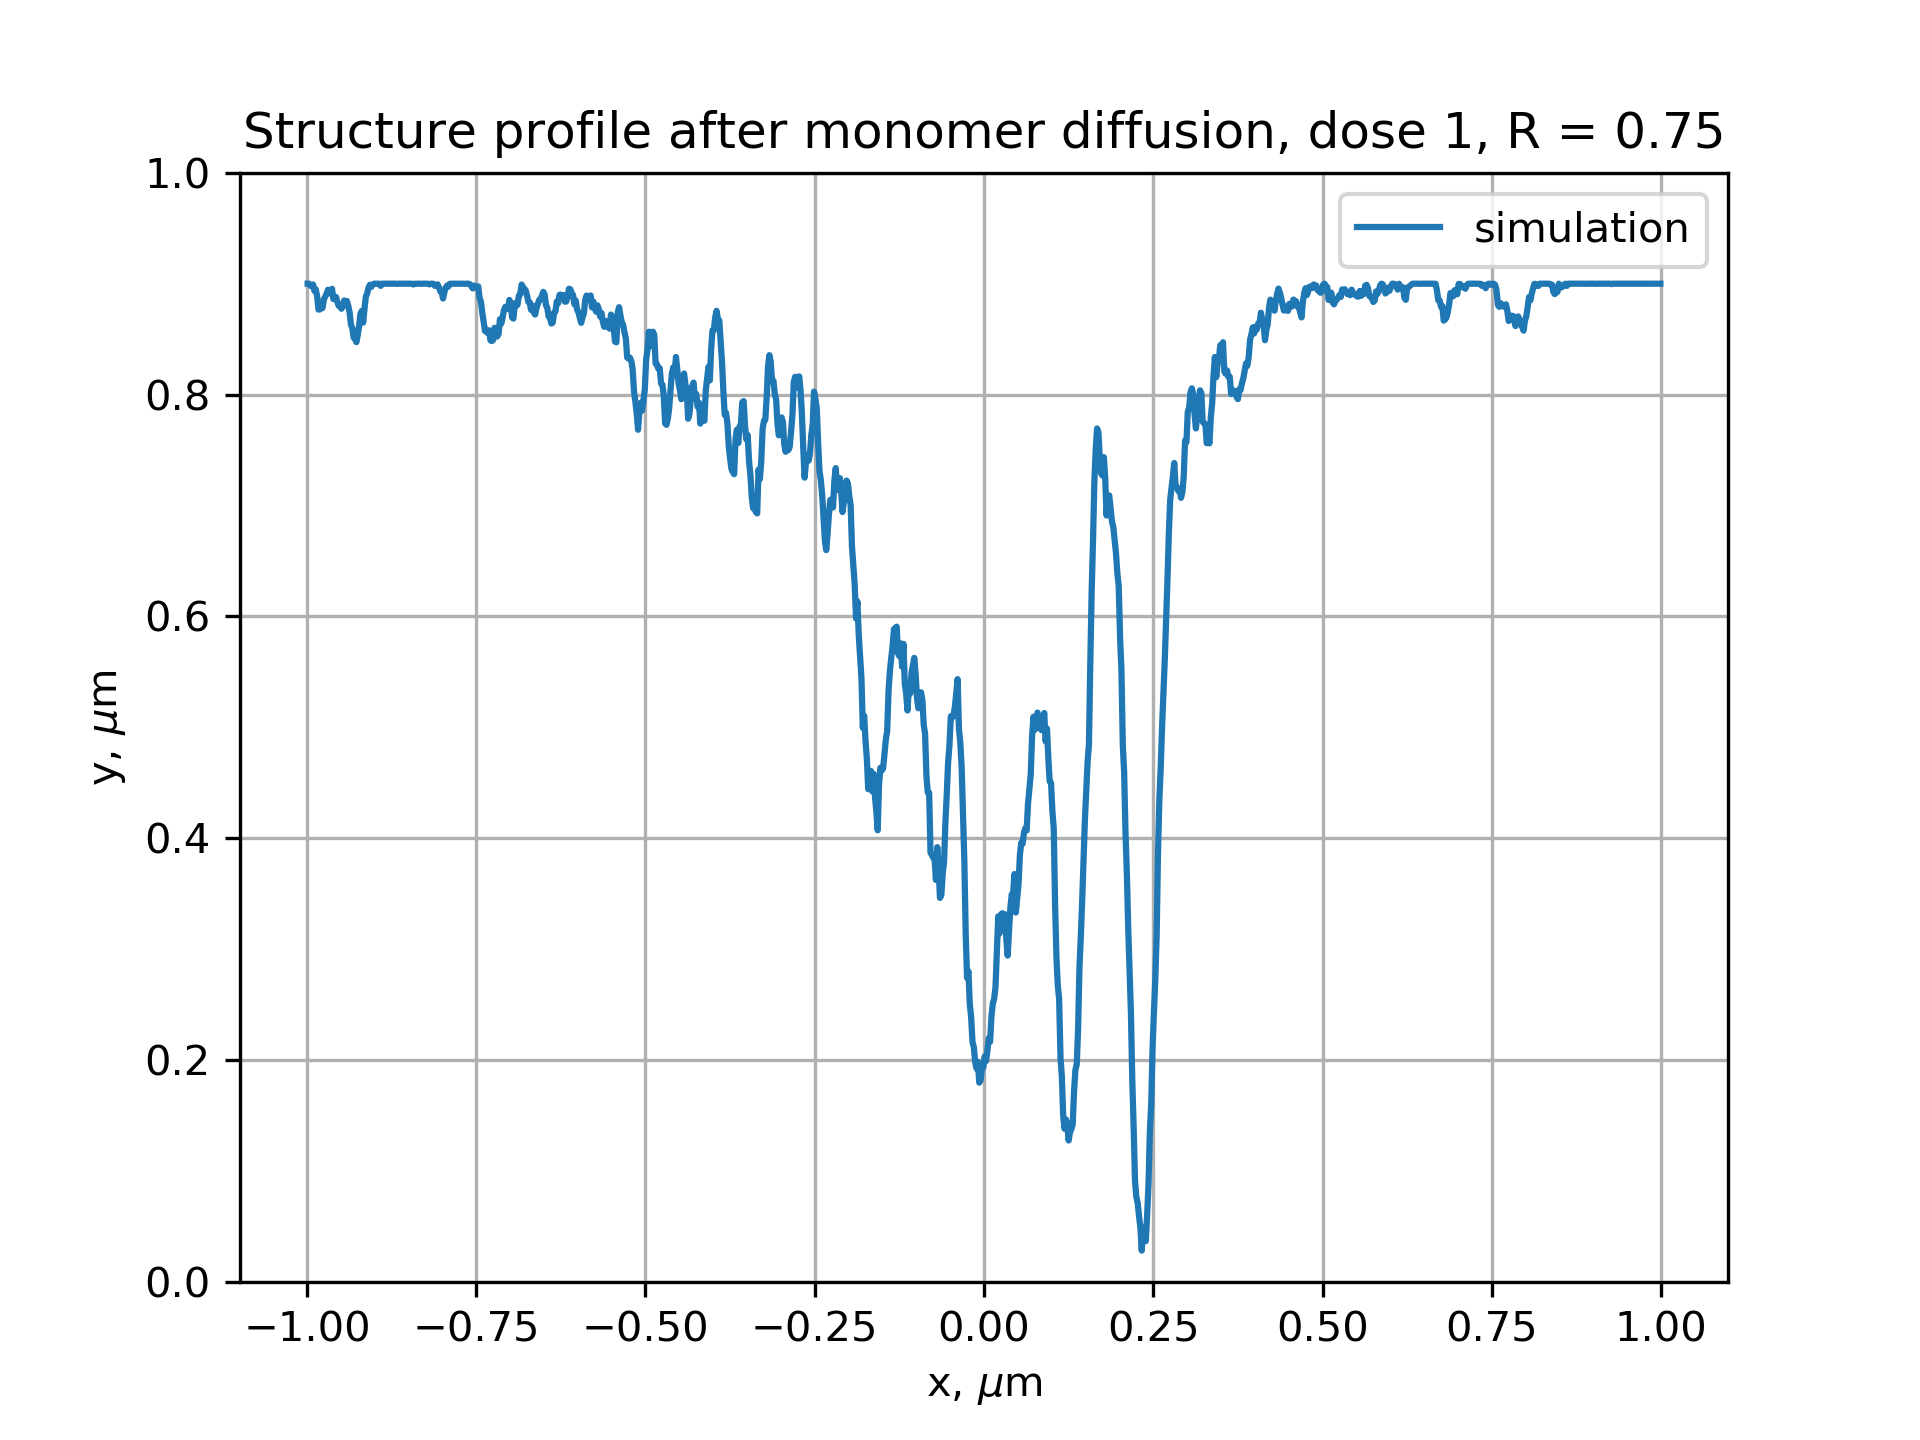 Structure profile after monomer diffusion, dose 1, R = 0.75
simulation
1.0
0.8
0.6
0.4
0.2
0.0
y, μm
−1.00 −0.75 −0.50 −0.25 0.00 0.25 0.50 0.75 1.00
x, μm